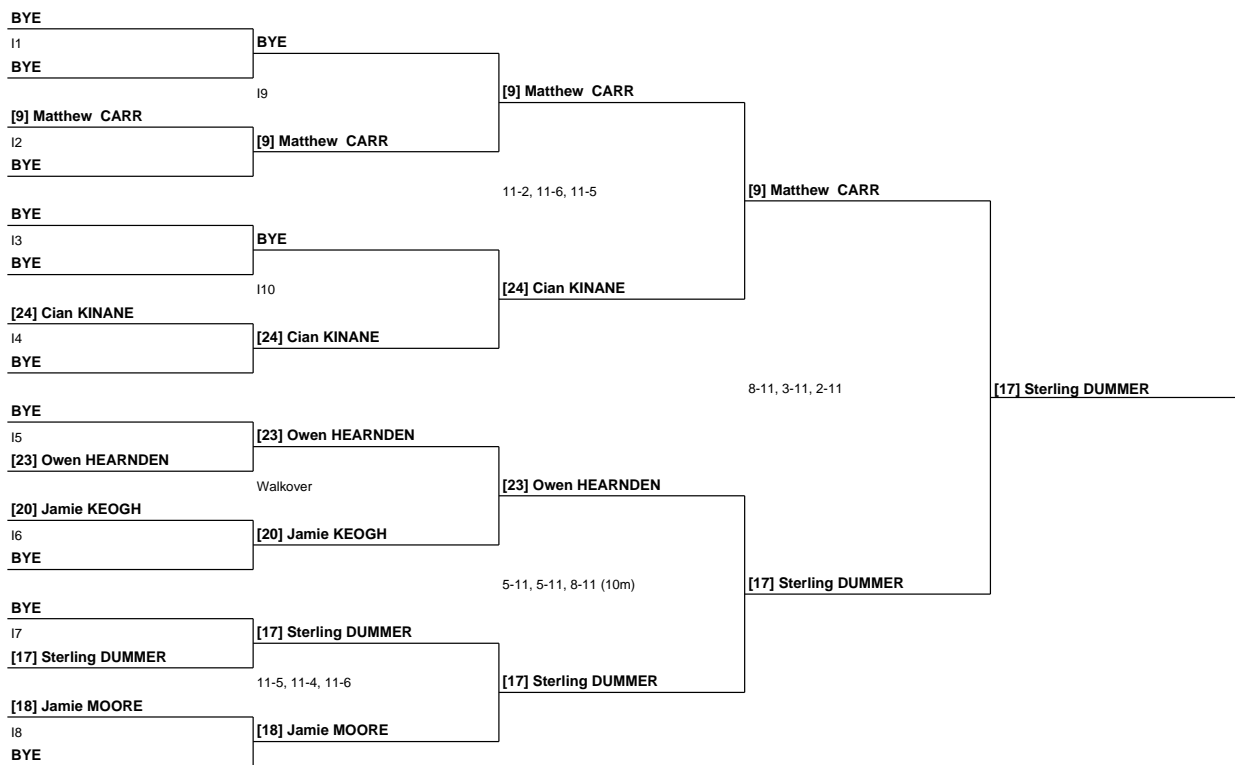 BYE
I1
BYE
BYE
I9
[9] Matthew CARR
[9] Matthew CARR
I2
[9] Matthew CARR
BYE
11-2, 11-6, 11-5
[9] Matthew CARR
BYE
I3
BYE
BYE
I10
[24] Cian KINANE
[24] Cian KINANE
I4
[24] Cian KINANE
BYE
8-11, 3-11, 2-11
[17] Sterling DUMMER
BYE
I5
[23] Owen HEARNDEN
[23] Owen HEARNDEN
Walkover
[23] Owen HEARNDEN
[20] Jamie KEOGH
I6
[20] Jamie KEOGH
BYE
5-11, 5-11, 8-11 (10m)
[17] Sterling DUMMER
BYE
I7
[17] Sterling DUMMER
[17] Sterling DUMMER
11-5, 11-4, 11-6
[17] Sterling DUMMER
[18] Jamie MOORE
I8
[18] Jamie MOORE
BYE